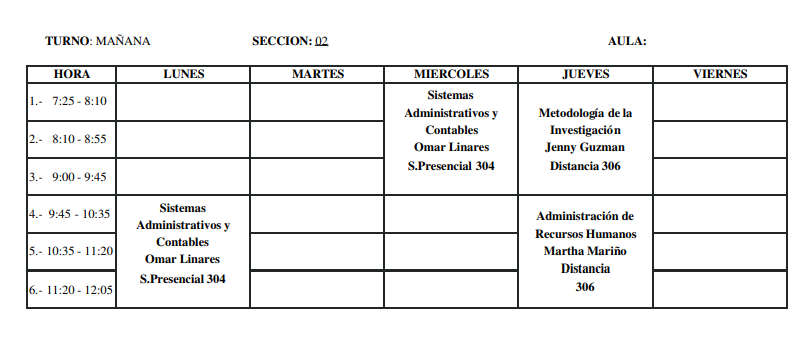 TURNO: MAÑANA SECCION: 02 AULA:
HORA LUNES MARTES MIERCOLES JUEVES VIERNES
1.- 7:25 - 8:10
2.- 8:10 - 8:55
3.- 9:00 - 9:45
Sistemas
Administrativos y
Contables
Omar Linares
S.Presencial 304
Metodología de la
Investigación
Jenny Guzman
Distancia 306
4.- 9:45 - 10:35
5.- 10:35 - 11:20
6.- 11:20 - 12:05
Sistemas
Administrativos y
Contables
Omar Linares
S.Presencial 304
Administración de
Recursos Humanos
Martha Mariño
Distancia
306